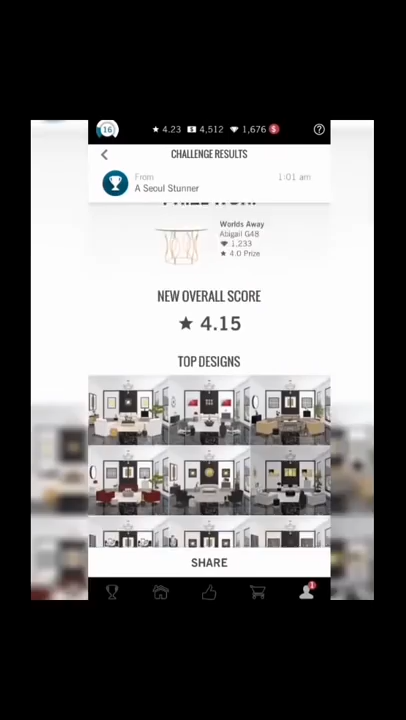 16 ★ 4.23 4,512 1,676 $ ?
CHALLENGE RESULTS
From 1:01 am
A Seoul Stunner
Worlds Away
Abigail G48
1,233
★ 4.0 Prize
NEW OVERALL SCORE
★ 4.15
TOP DESIGNS
SHARE
1